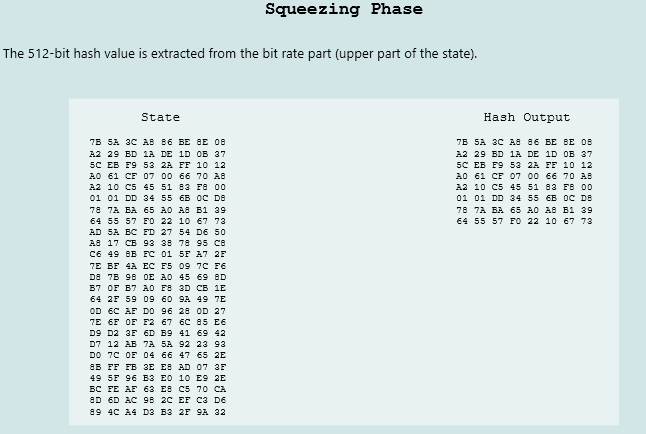 Squeezing Phase
The 512-bit hash value is extracted from the bit rate part (upper part of the state).
State
7B 5A 3C A8 86 BE 8E 08
A2 29 BD 1A DE 1D 0B 37
5C EB F9 53 2A FF 10 12
A0 61 CF 07 00 66 70 A8
A2 10 C5 45 51 83 F8 00
01 01 DD 34 55 6B 0C D8
78 7A BA 65 A0 A8 B1 39
64 55 57 F0 22 10 67 73
AD 5A BC FD 27 54 D6 50
A8 17 CB 93 38 78 95 C8
C6 49 8B FC 01 5F A7 2F
7E BF 4A EC F5 09 7C F6
D8 7B 98 0E A0 45 69 8D
B7 0F B7 A0 F8 3D CB 1E
64 2F 59 09 60 9A 49 7E
0D 6C AF D0 96 28 0D 27
7E 6F 0F F2 67 6C 85 E6
D9 D2 3F 6D B9 41 69 42
D7 12 AB 7A 5A 92 23 93
D0 7C 0F 04 66 47 65 2E
8B FF FB 3E E8 AD 07 3F
49 5F 96 B3 E0 10 E9 2E
BC FE AF 63 E8 C5 70 CA
8D 6D AC 98 2C EF C3 D6
89 4C A4 D3 B3 2F 9A 32
Hash Output
7B 5A 3C A8 86 BE 8E 08
A2 29 BD 1A DE 1D 0B 37
5C EB F9 53 2A FF 10 12
A0 61 CF 07 00 66 70 A8
A2 10 C5 45 51 83 F8 00
01 01 DD 34 55 6B 0C D8
78 7A BA 65 A0 A8 B1 39
64 55 57 F0 22 10 67 73